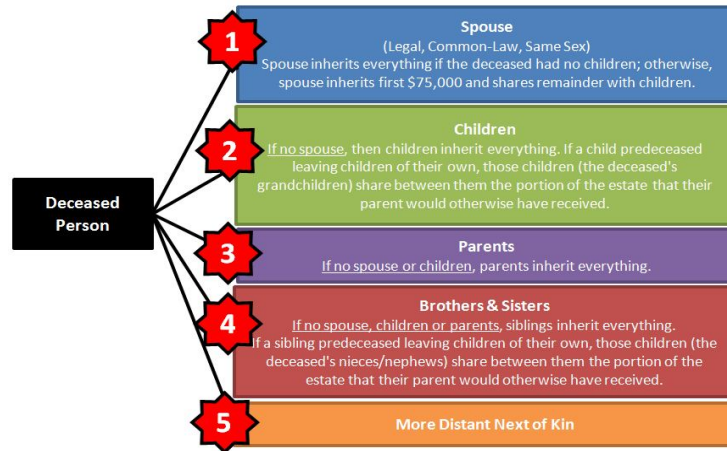 1
Spouse
(Legal, Common-Law, Same Sex)
Spouse inherits everything if the deceased had no children; otherwise,
spouse inherits first $75,000 and shares remainder with children.
2
Children
If no spouse, then children inherit everything. If a child predeceased
leaving children of their own, those children (the deceased's
grandchildren) share between them the portion of the estate that their
parent would otherwise have received.
Deceased
Person
3
Parents
If no spouse or children, parents inherit everything.
4
Brothers & Sisters
If no spouse, children or parents, siblings inherit everything.
If a sibling predeceased leaving children of their own, those children (the
deceased's nieces/nephews) share between them the portion of the
estate that their parent would otherwise have received.
5
More Distant Next of Kin